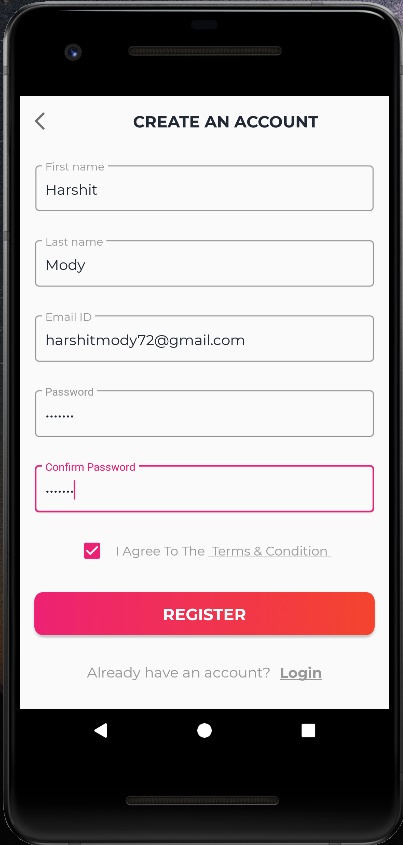 CREATE AN ACCOUNT
First name
Harshit
Last name
Mody
Email ID
harshitmody72@gmail.com
Password
•••••••
Confirm Password
•••••••
I Agree To The Terms & Condition
REGISTER
Already have an account? Login